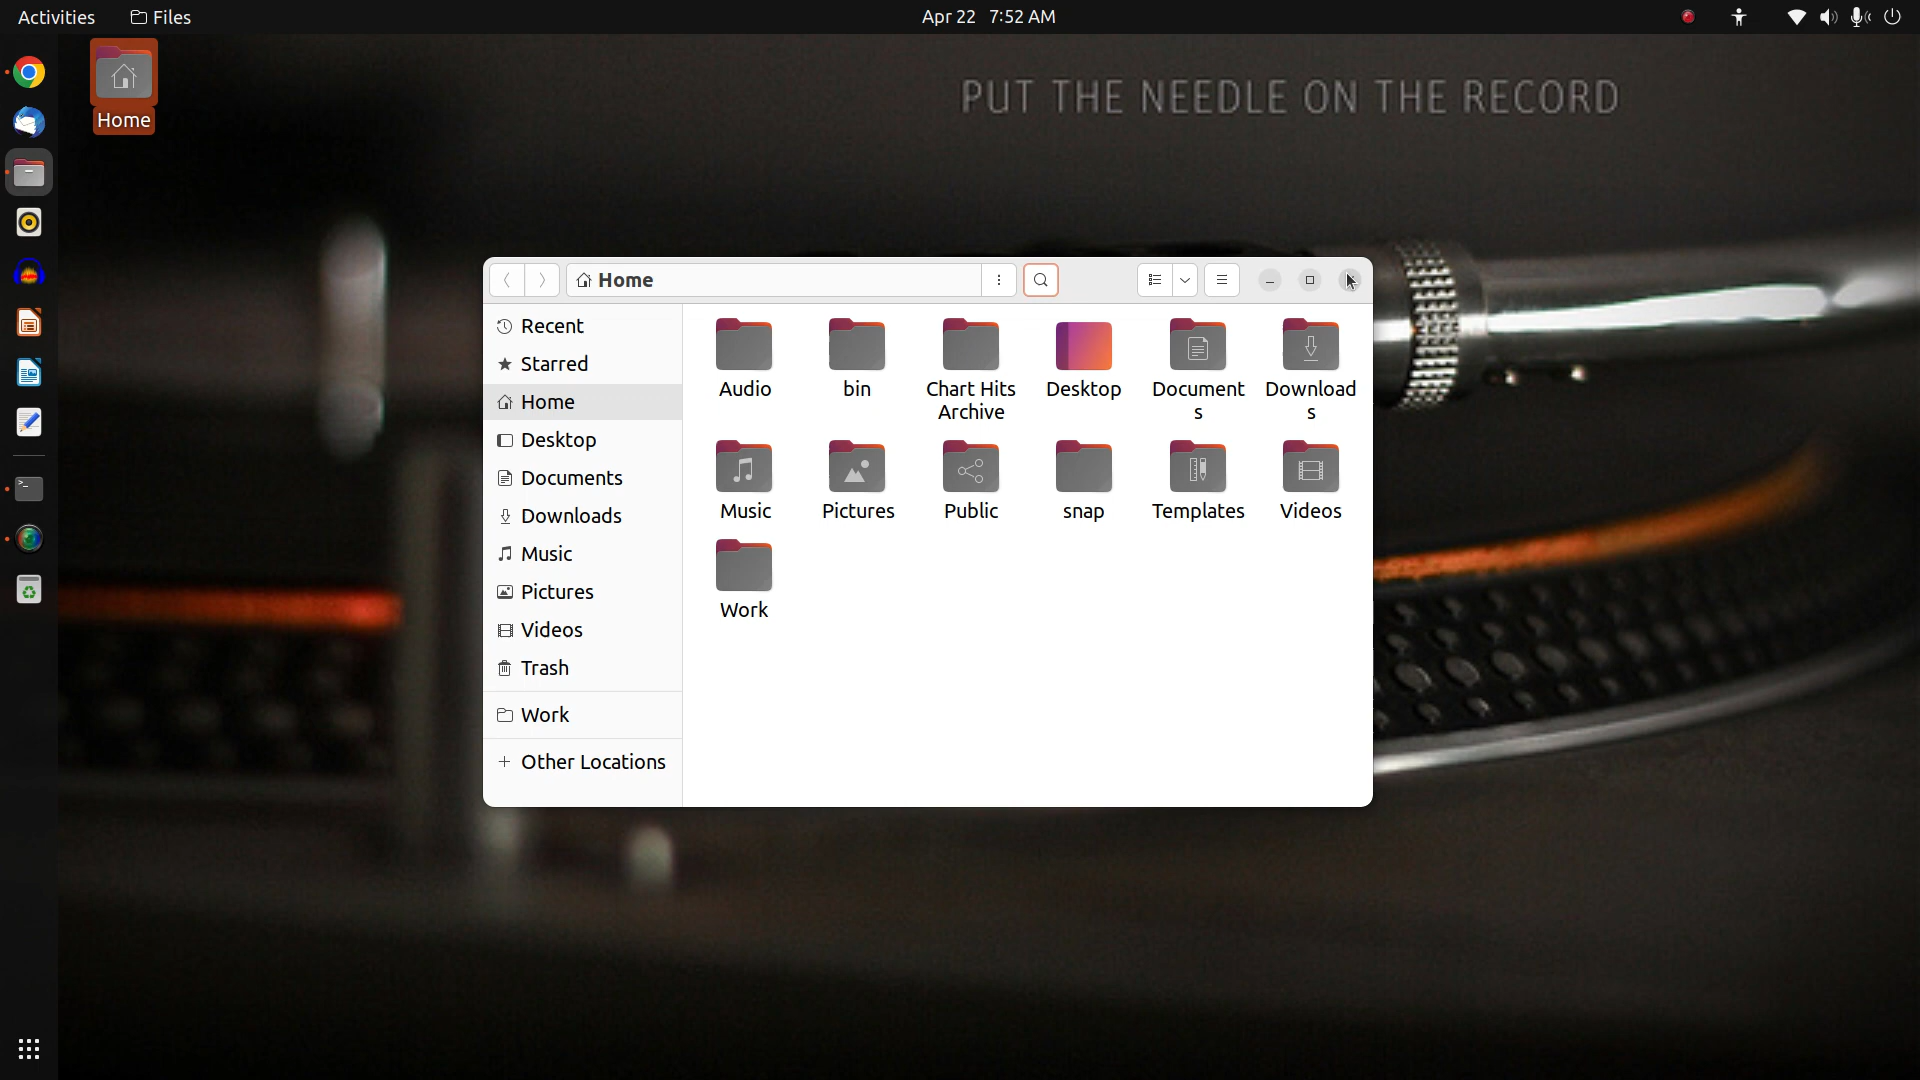 Activities
Files
Apr 22 7:52 AM
Home
PUT THE NEEDLE ON THE RECORD
Home
Recent
Starred
Home
Desktop
Documents
Downloads
Music
Pictures
Videos
Trash
Work
Other Locations
Audio
bin
Chart Hits
Archive
Desktop
Document
s
Download
s
Music
Pictures
Public
snap
Templates
Videos
Work